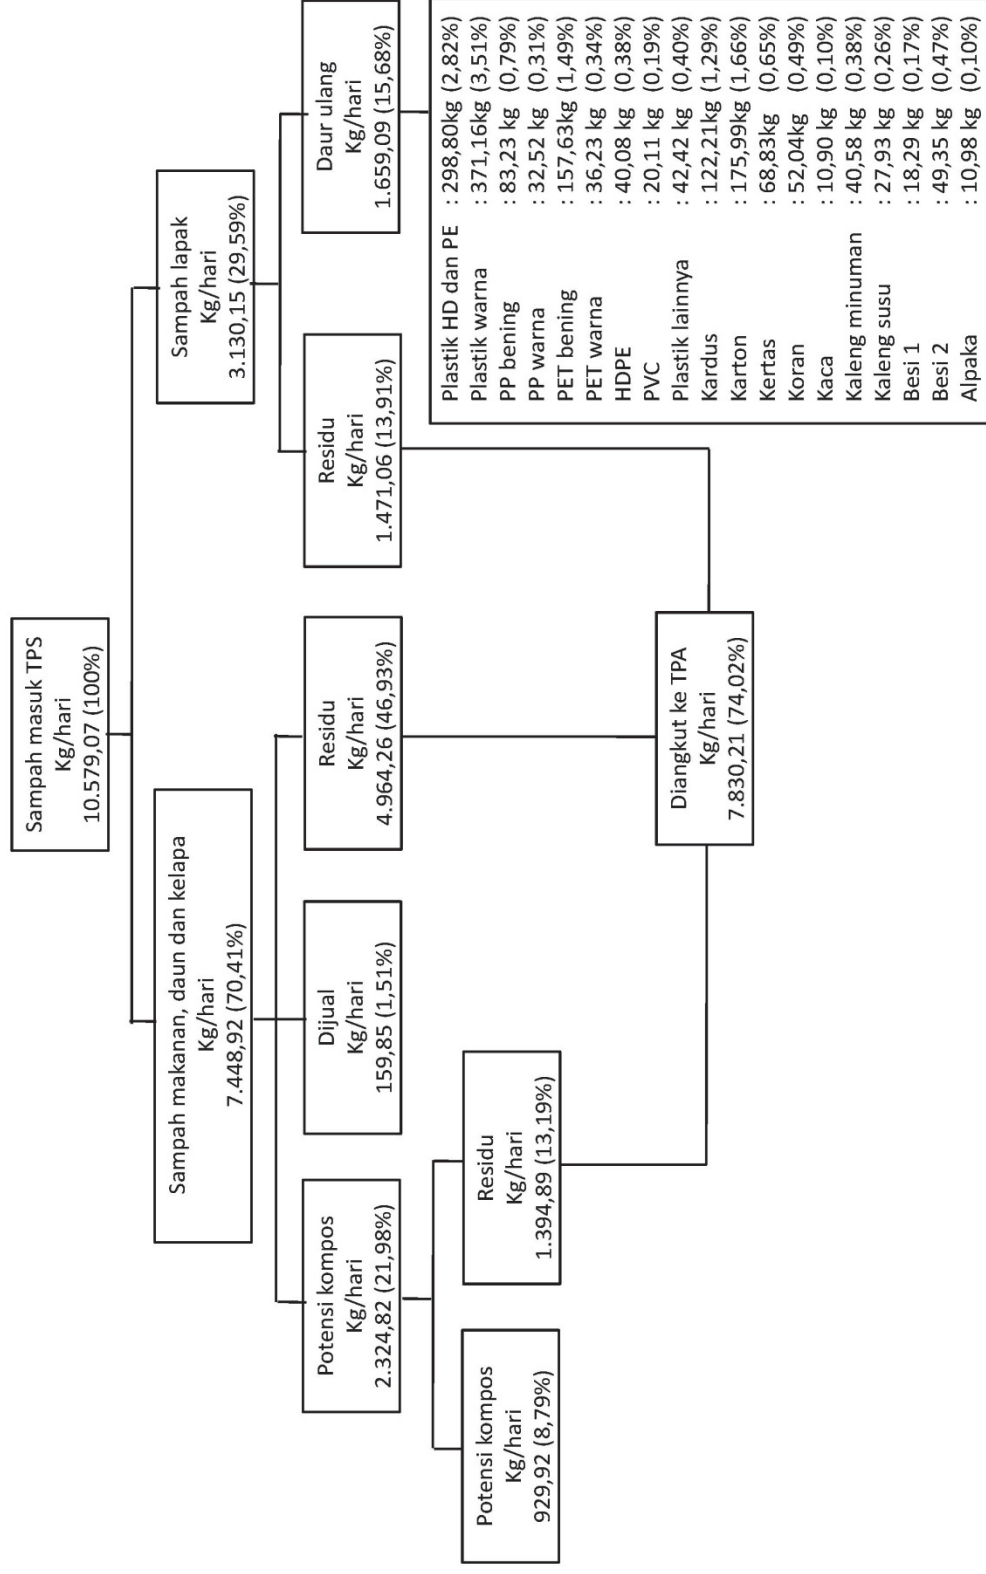 Sampah masuk TPS
Kg/hari
10.579,07 (100%)
Sampah makanan, daun dan kelapa
Kg/hari
7.448,92 (70,41%)
Sampah lapak
Kg/hari
3.130,15 (29,59%)
Potensi kompos
Kg/hari
2.324,82 (21,98%)
Dijual
Kg/hari
159,85 (1,51%)
Residu
Kg/hari
4.964,26 (46,93%)
Residu
Kg/hari
1.471,06 (13,91%)
Daur ulang
Kg/hari
1.659,09 (15,68%)
Potensi kompos
Kg/hari
929,92 (8,79%)
Residu
Kg/hari
1.394,89 (13,19%)
Diangkut ke TPA
Kg/hari
7.830,21 (74,02%)
Plastik HD dan PE : 298,80kg (2,82%)
Plastik warna : 371,16kg (3,51%)
PP bening : 83,23 kg (0,79%)
PP warna : 32,52 kg (0,31%)
PET bening : 157,63kg (1,49%)
PET warna : 36,23 kg (0,34%)
HDPE : 40,08 kg (0,38%)
PVC : 20,11 kg (0,19%)
Plastik lainnya : 42,42 kg (0,40%)
Kardus : 122,21kg (1,29%)
Karton : 175,99kg (1,66%)
Kertas : 68,83kg (0,65%)
Koran : 52,04kg (0,49%)
Kaca : 10,90 kg (0,10%)
Kaleng minuman : 40,58 kg (0,38%)
Kaleng susu : 27,93 kg (0,26%)
Besi 1 : 18,29 kg (0,17%)
Besi 2 : 49,35 kg (0,47%)
Alpaka : 10,98 kg (0,10%)